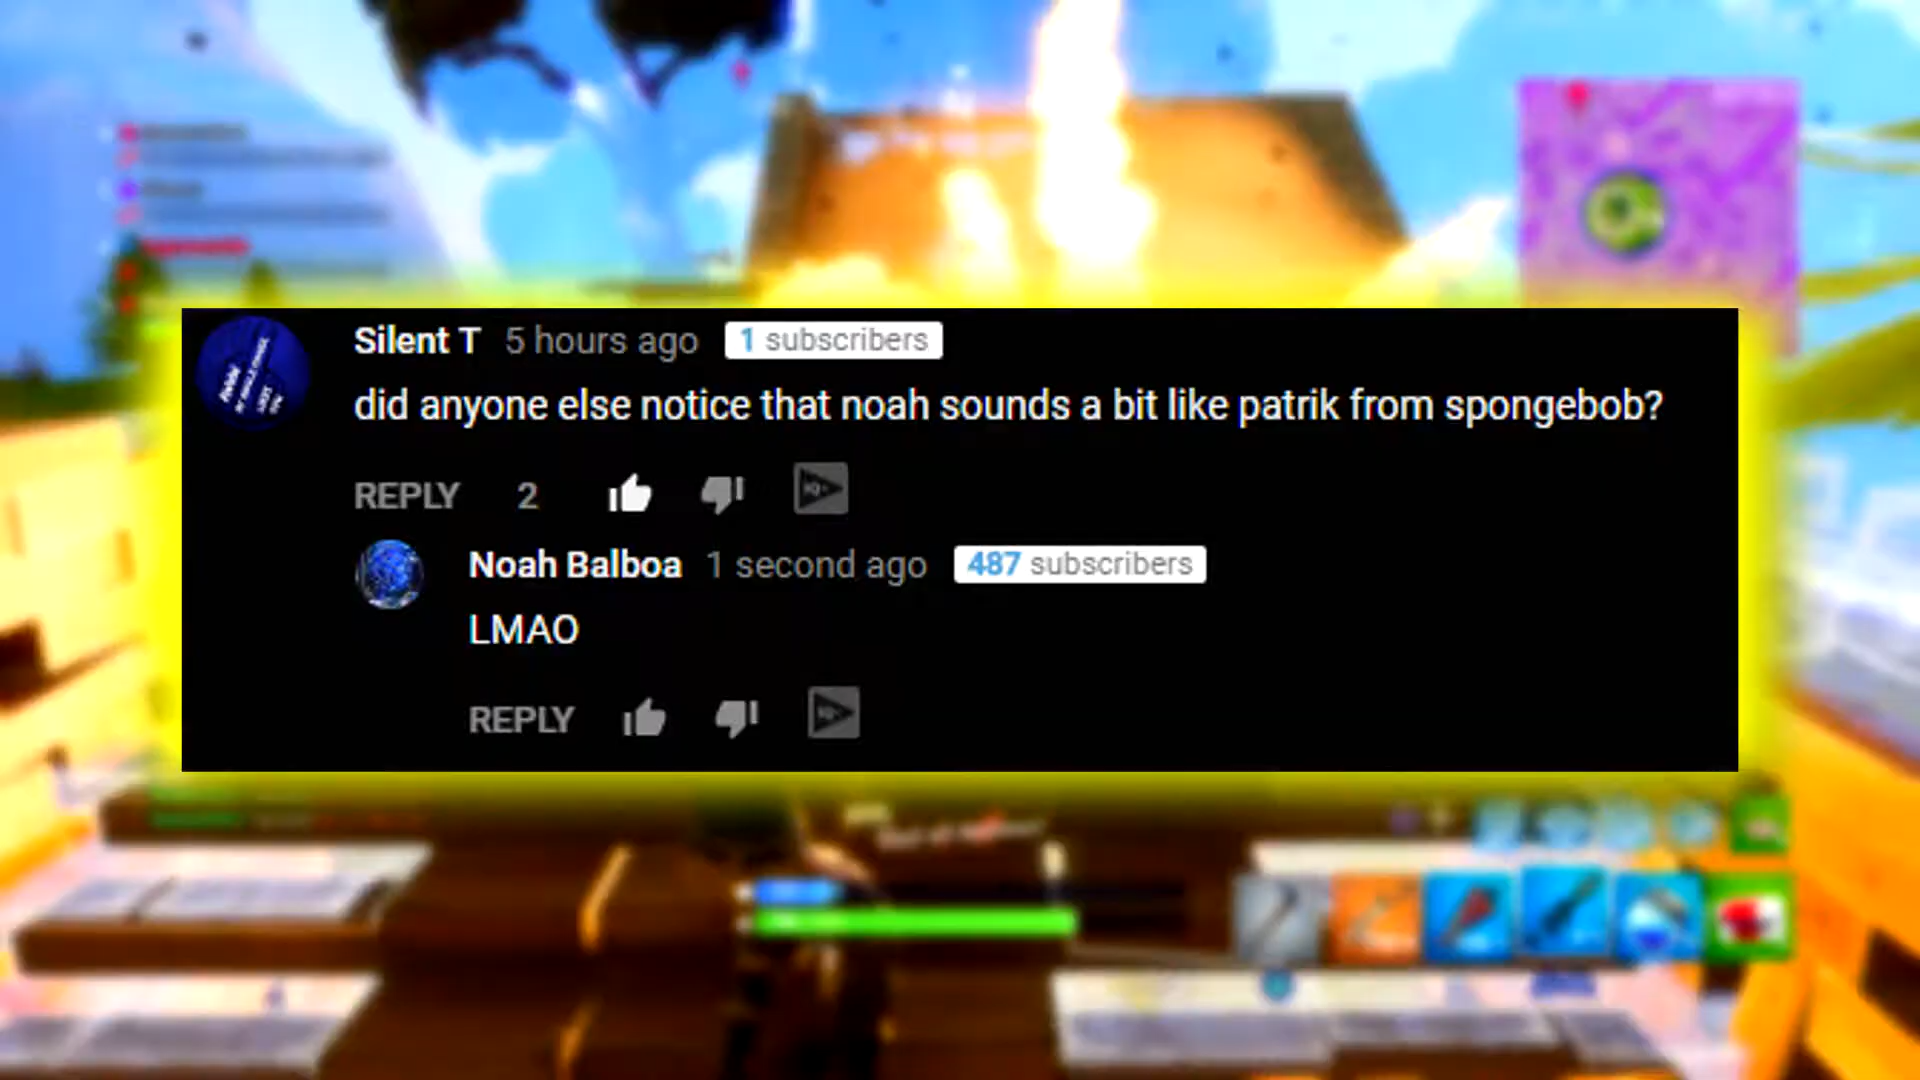 Silent T 5 hours ago 1 subscribers
did anyone else notice that noah sounds a bit like patrik from spongebob?
REPLY 2
Noah Balboa 1 second ago 487 subscribers
LMAO
REPLY